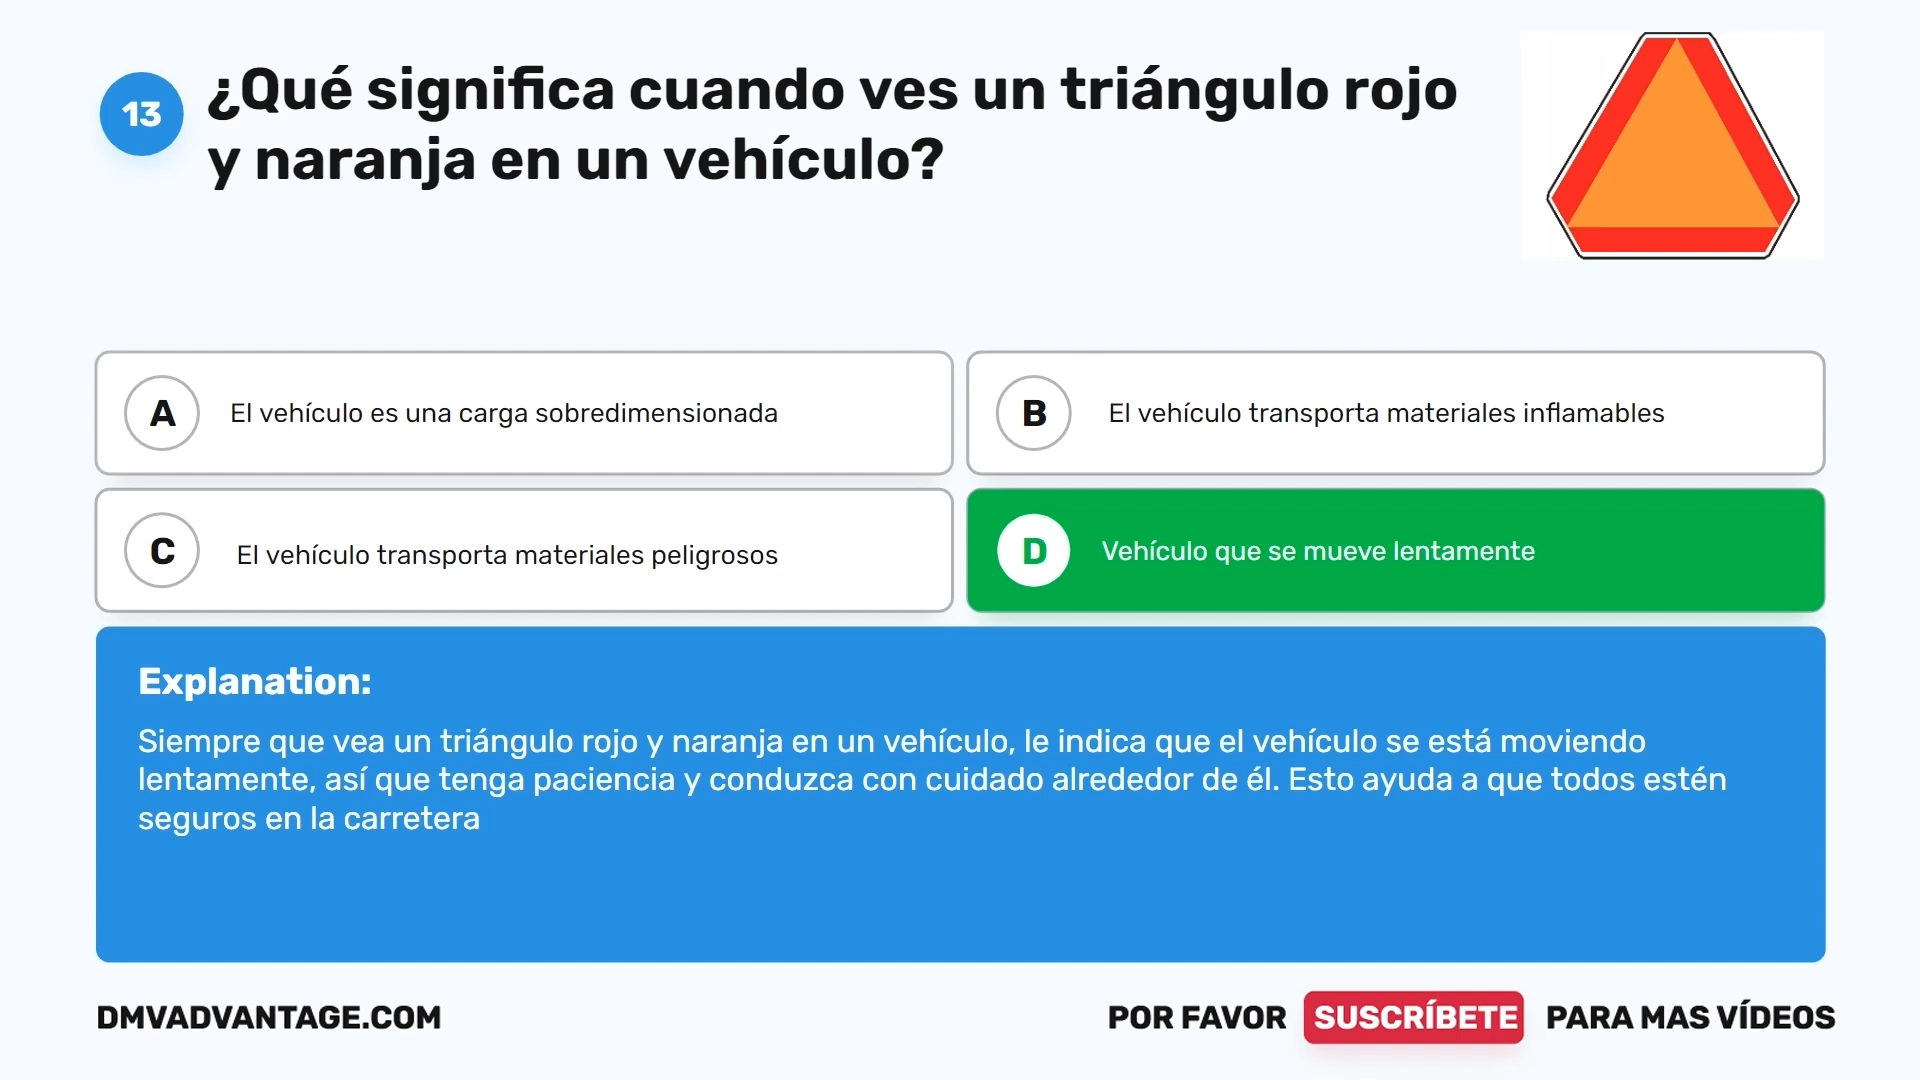 13
¿Qué significa cuando ves un triángulo rojo
y naranja en un vehículo?
A El vehículo es una carga sobredimensionada
B El vehículo transporta materiales inflamables
C El vehículo transporta materiales peligrosos
D Vehículo que se mueve lentamente
Explanation:
Siempre que vea un triángulo rojo y naranja en un vehículo, le indica que el vehículo se está moviendo
lentamente, así que tenga paciencia y conduzca con cuidado alrededor de él. Esto ayuda a que todos estén
seguros en la carretera
DMVADVANTAGE.COM
POR FAVOR SUSCRÍBETE PARA MAS VÍDEOS